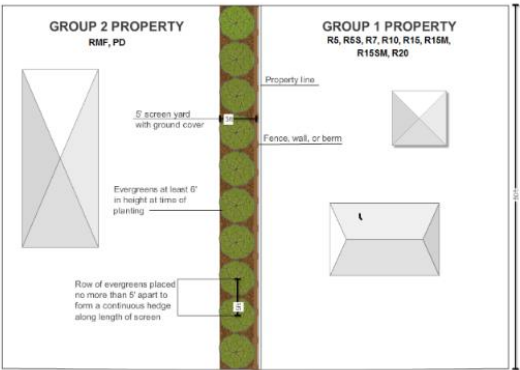 GROUP 2 PROPERTY
RMF, PD
GROUP 1 PROPERTY
R5, R5S, R7, R10, R15, R15M,
R15SM, R20
Property line
5' screen yard
with ground cover
Fence, wall, or berm
Evergreens at least 6'
in height at time of
planting
Row of evergreens placed
no more than 5' apart to
form a continuous hedge
along length of screen